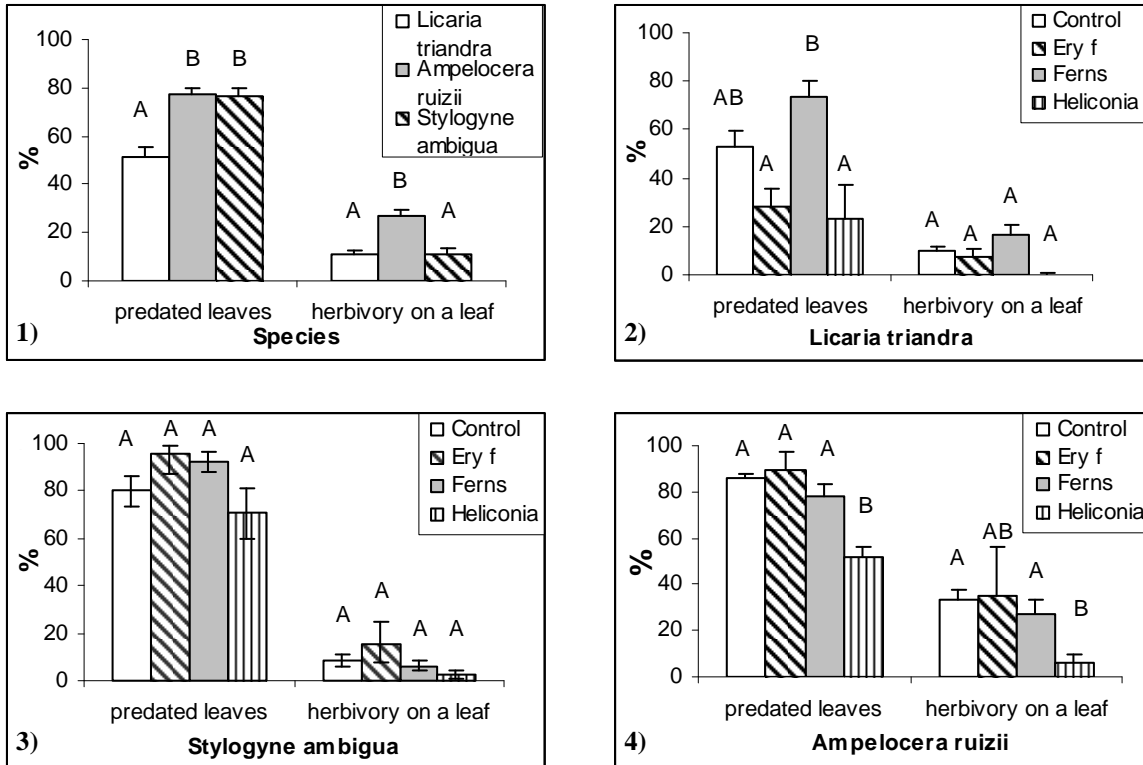 100
80
60
40
20
0
%
A
B
B
A
B
A
Licaria
triandra
Ampelocera
ruizii
Stylogyne
ambigua
predated leaves
herbivory on a leaf
1)
Species
100
80
60
40
20
0
%
AB
A
B
A
A
A
A
A
Control
Ery f
Ferns
Heliconia
predated leaves
herbivory on a leaf
2)
Licaria triandra
100
80
60
40
20
0
%
A
A
A
A
A
A
A
A
Control
Ery f
Ferns
Heliconia
predated leaves
herbivory on a leaf
3)
Stylogyne ambigua
100
80
60
40
20
0
%
A
A
A
B
A
AB
A
B
Control
Ery f
Ferns
Heliconia
predated leaves
herbivory on a leaf
4)
Ampelocera ruizii